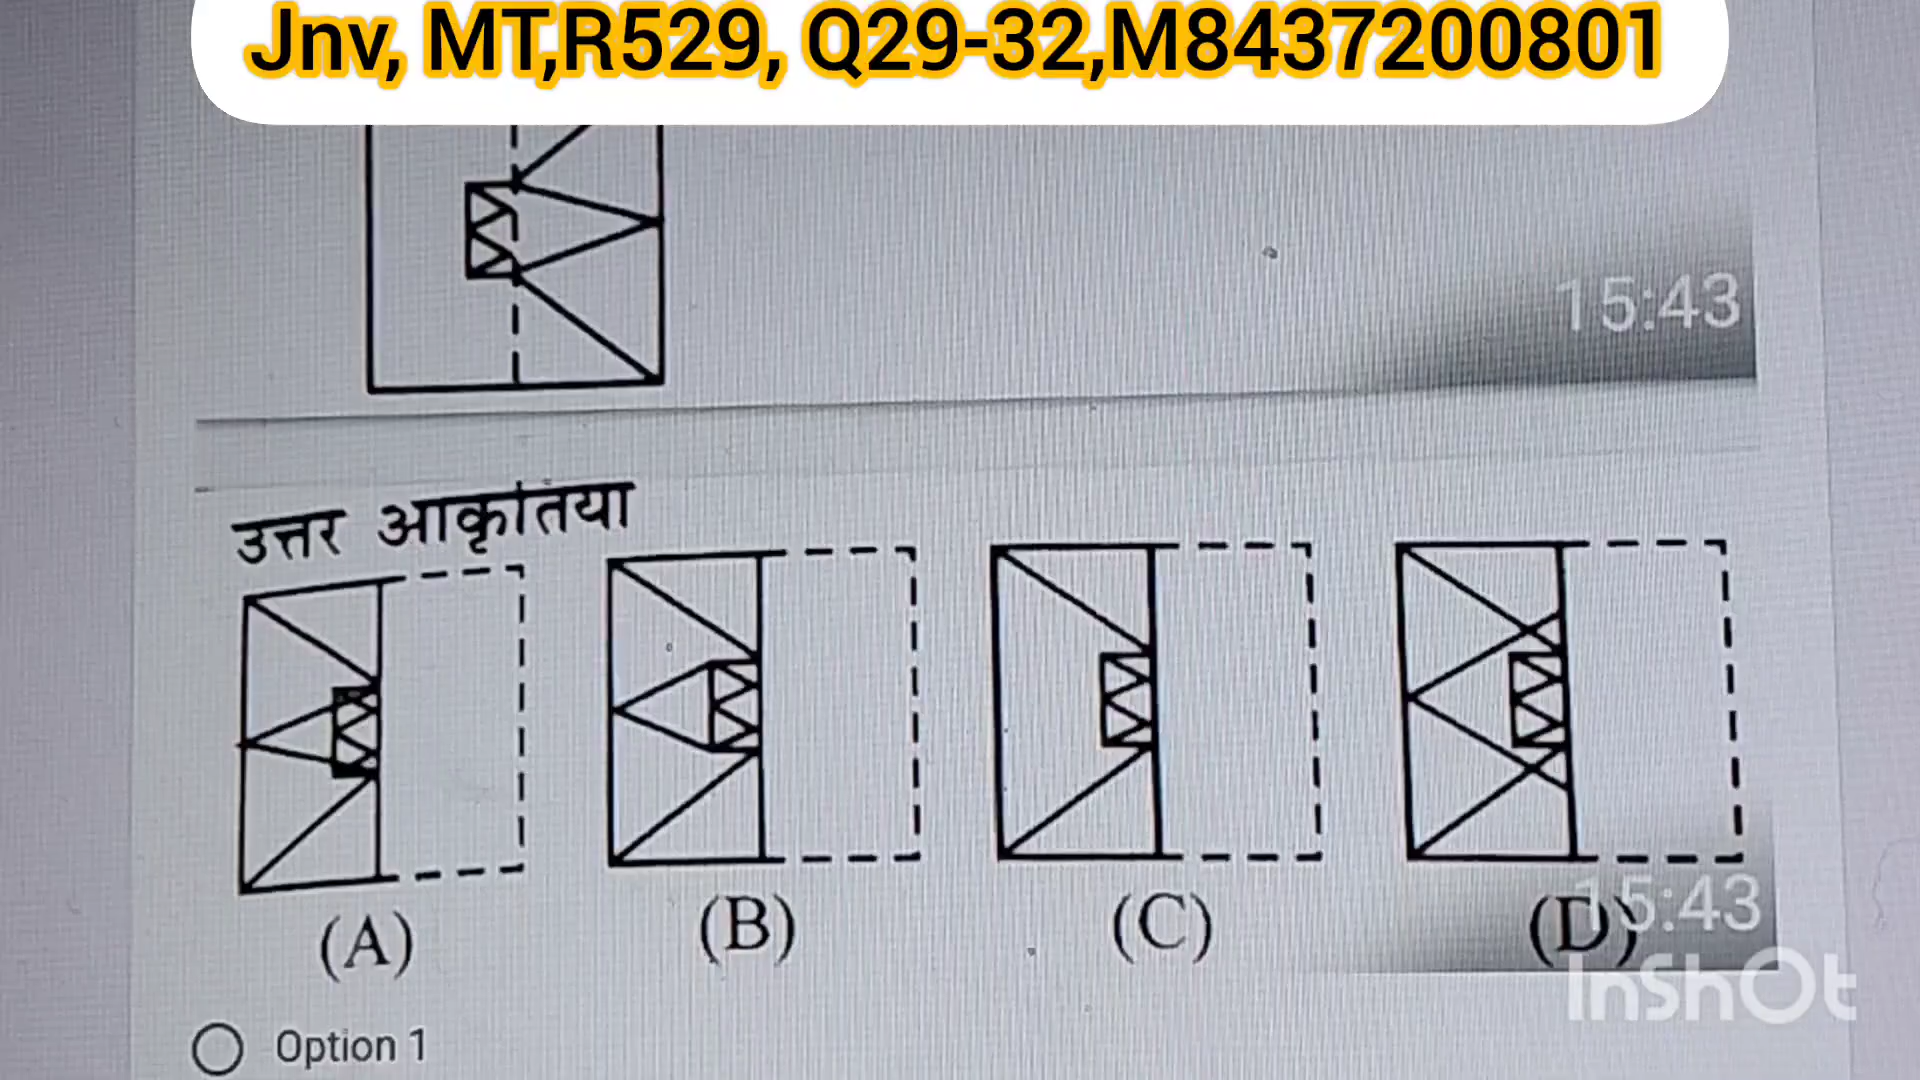 Jnv, MT,R529, Q29-32,M8437200801
15:43
उत्तर आकृतियां
(A) (B) (C) (D)
15:43
InShOt
Option 1